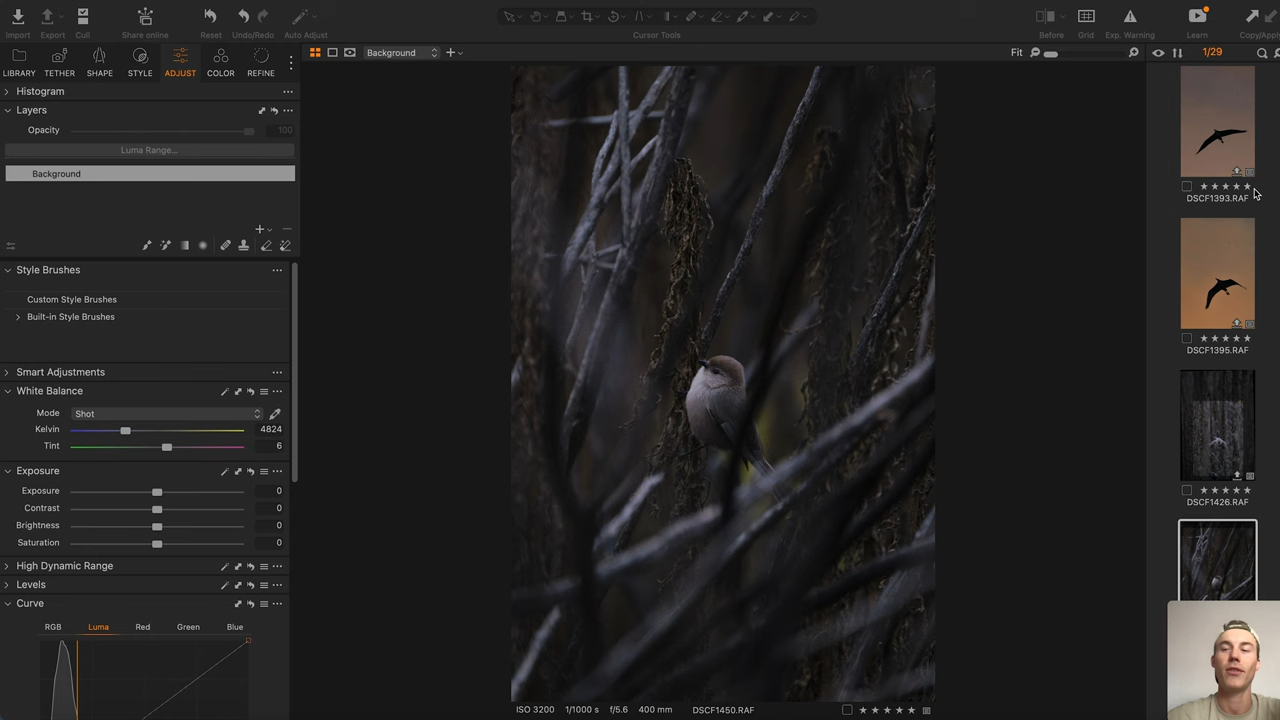 Import
Export
Cull
Share online
Reset
Undo/Redo
Auto Adjust
Cursor Tools
Before
Grid
Exp. Warning
Learn
Copy/Appl
LIBRARY
TETHER
SHAPE
STYLE
ADJUST
COLOR
REFINE
Background
Fit
1/29
Histogram
Layers
Opacity 100
Luma Range...
Background
Style Brushes
Custom Style Brushes
Built-in Style Brushes
Smart Adjustments
White Balance
Mode Shot
Kelvin 4824
Tint 6
Exposure
Exposure 0
Contrast 0
Brightness 0
Saturation 0
High Dynamic Range
Levels
Curve
RGB Luma Red Green Blue
ISO 3200 1/1000 s f/5.6 400 mm DSCF1450.RAF
DSCF1393.RAF
DSCF1395.RAF
DSCF1426.RAF